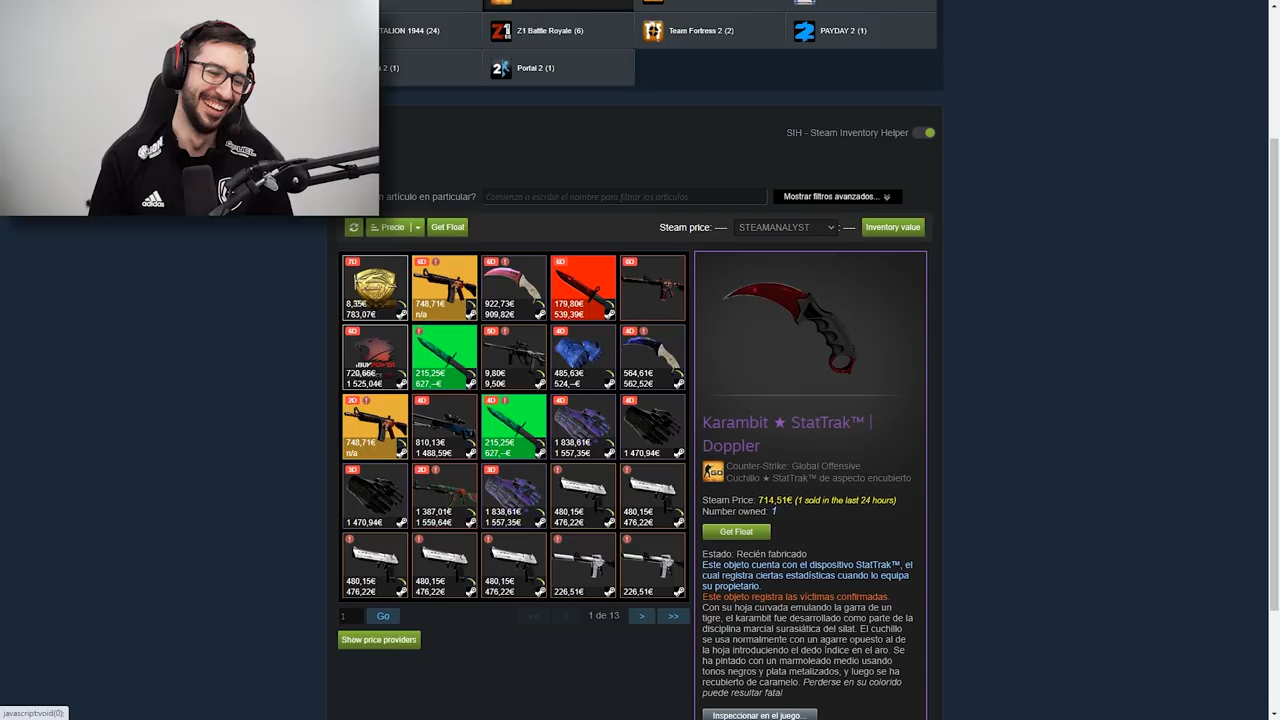 TALION 1944 (24)
Z1 Battle Royale (6)
Team Fortress 2 (2)
PAYDAY 2 (1)
2 (1)
Portal 2 (1)
SIH - Steam Inventory Helper
artículo en particular?
Comienza a escribir el nombre para filtrar los artículos
Mostrar filtros avanzados...
Precio
Get Float
Steam price: ----
STEAMANALYST
: ----
Inventory value
7D
8,35€
783,07€
6D
748,71€
n/a
6D
922,73€
909,82€
6D
179,80€
539,39€
6D
720,66€
1 525,04€
215,25€
627,--€
5D
9,80€
9,50€
4D
485,63€
524,--€
4D
564,61€
562,52€
2D
748,71€
n/a
4D
810,13€
1 488,59€
4D
215,25€
627,--€
4D
1 838,61€
1 557,35€
4D
1 470,94€
3D
1 470,94€
2D
1 387,01€
1 559,64€
3D
1 838,61€
1 557,35€
480,15€
476,22€
480,15€
476,22€
480,15€
476,22€
480,15€
476,22€
480,15€
476,22€
226,51€
226,51€
1
Go
<<
<
1 de 13
>
>>
Show price providers
Karambit ★ StatTrak™ |
Doppler
GO
Counter-Strike: Global Offensive
Cuchillo ★ StatTrak™ de aspecto encubierto
Steam Price: 714,51€ (1 sold in the last 24 hours)
Number owned: 1
Get Float
Estado: Recién fabricado
Este objeto cuenta con el dispositivo StatTrak™, el
cual registra ciertas estadísticas cuando lo equipa
su propietario.
Este objeto registra las víctimas confirmadas.
Con su hoja curvada emulando la garra de un
tigre, el karambit fue desarrollado como parte de la
disciplina marcial surasiática del silat. El cuchillo
se usa normalmente con un agarre opuesto al de
la hoja introduciendo el dedo índice en el aro. Se
ha pintado con un marmoleado medio usando
tonos negros y plata metalizados, y luego se ha
recubierto de caramelo. Perderse en su colorido
puede resultar fatal
Inspeccionar en el juego...
javascript:void(0);